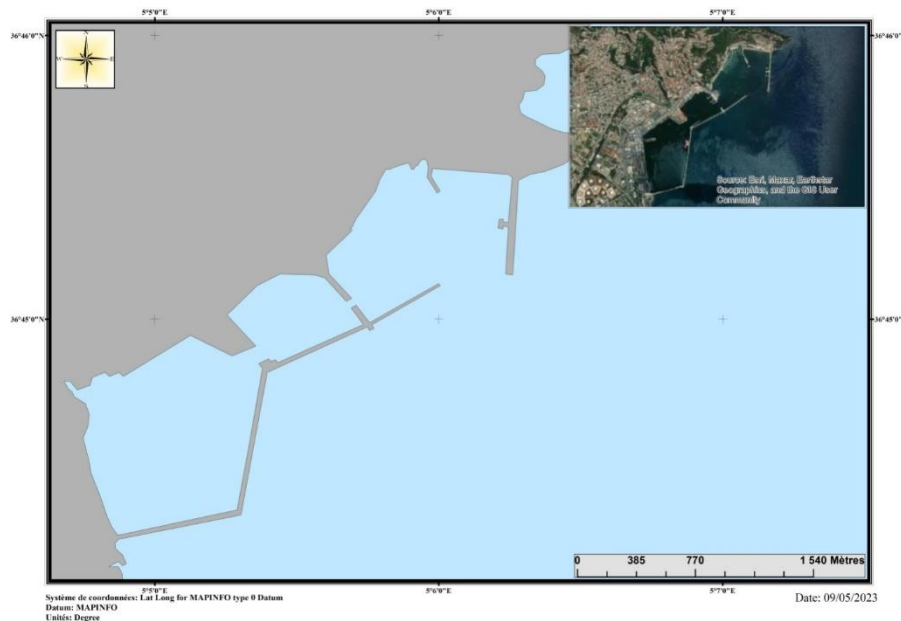 5°5'0"E 5°6'0"E 5°7'0"E
36°46'0"N 36°46'0"N
N
W E
S
Source: Esri, Maxar, Earthstar
Geographics, and the GIS User
Community
36°45'0"N 36°45'0"N
0 385 770 1 540 Mètres
5°5'0"E 5°6'0"E 5°7'0"E
Système de coordonnées: Lat Long for MAPINFO type 0 Datum
Datum: MAPINFO
Unités: Degree
Date: 09/05/2023